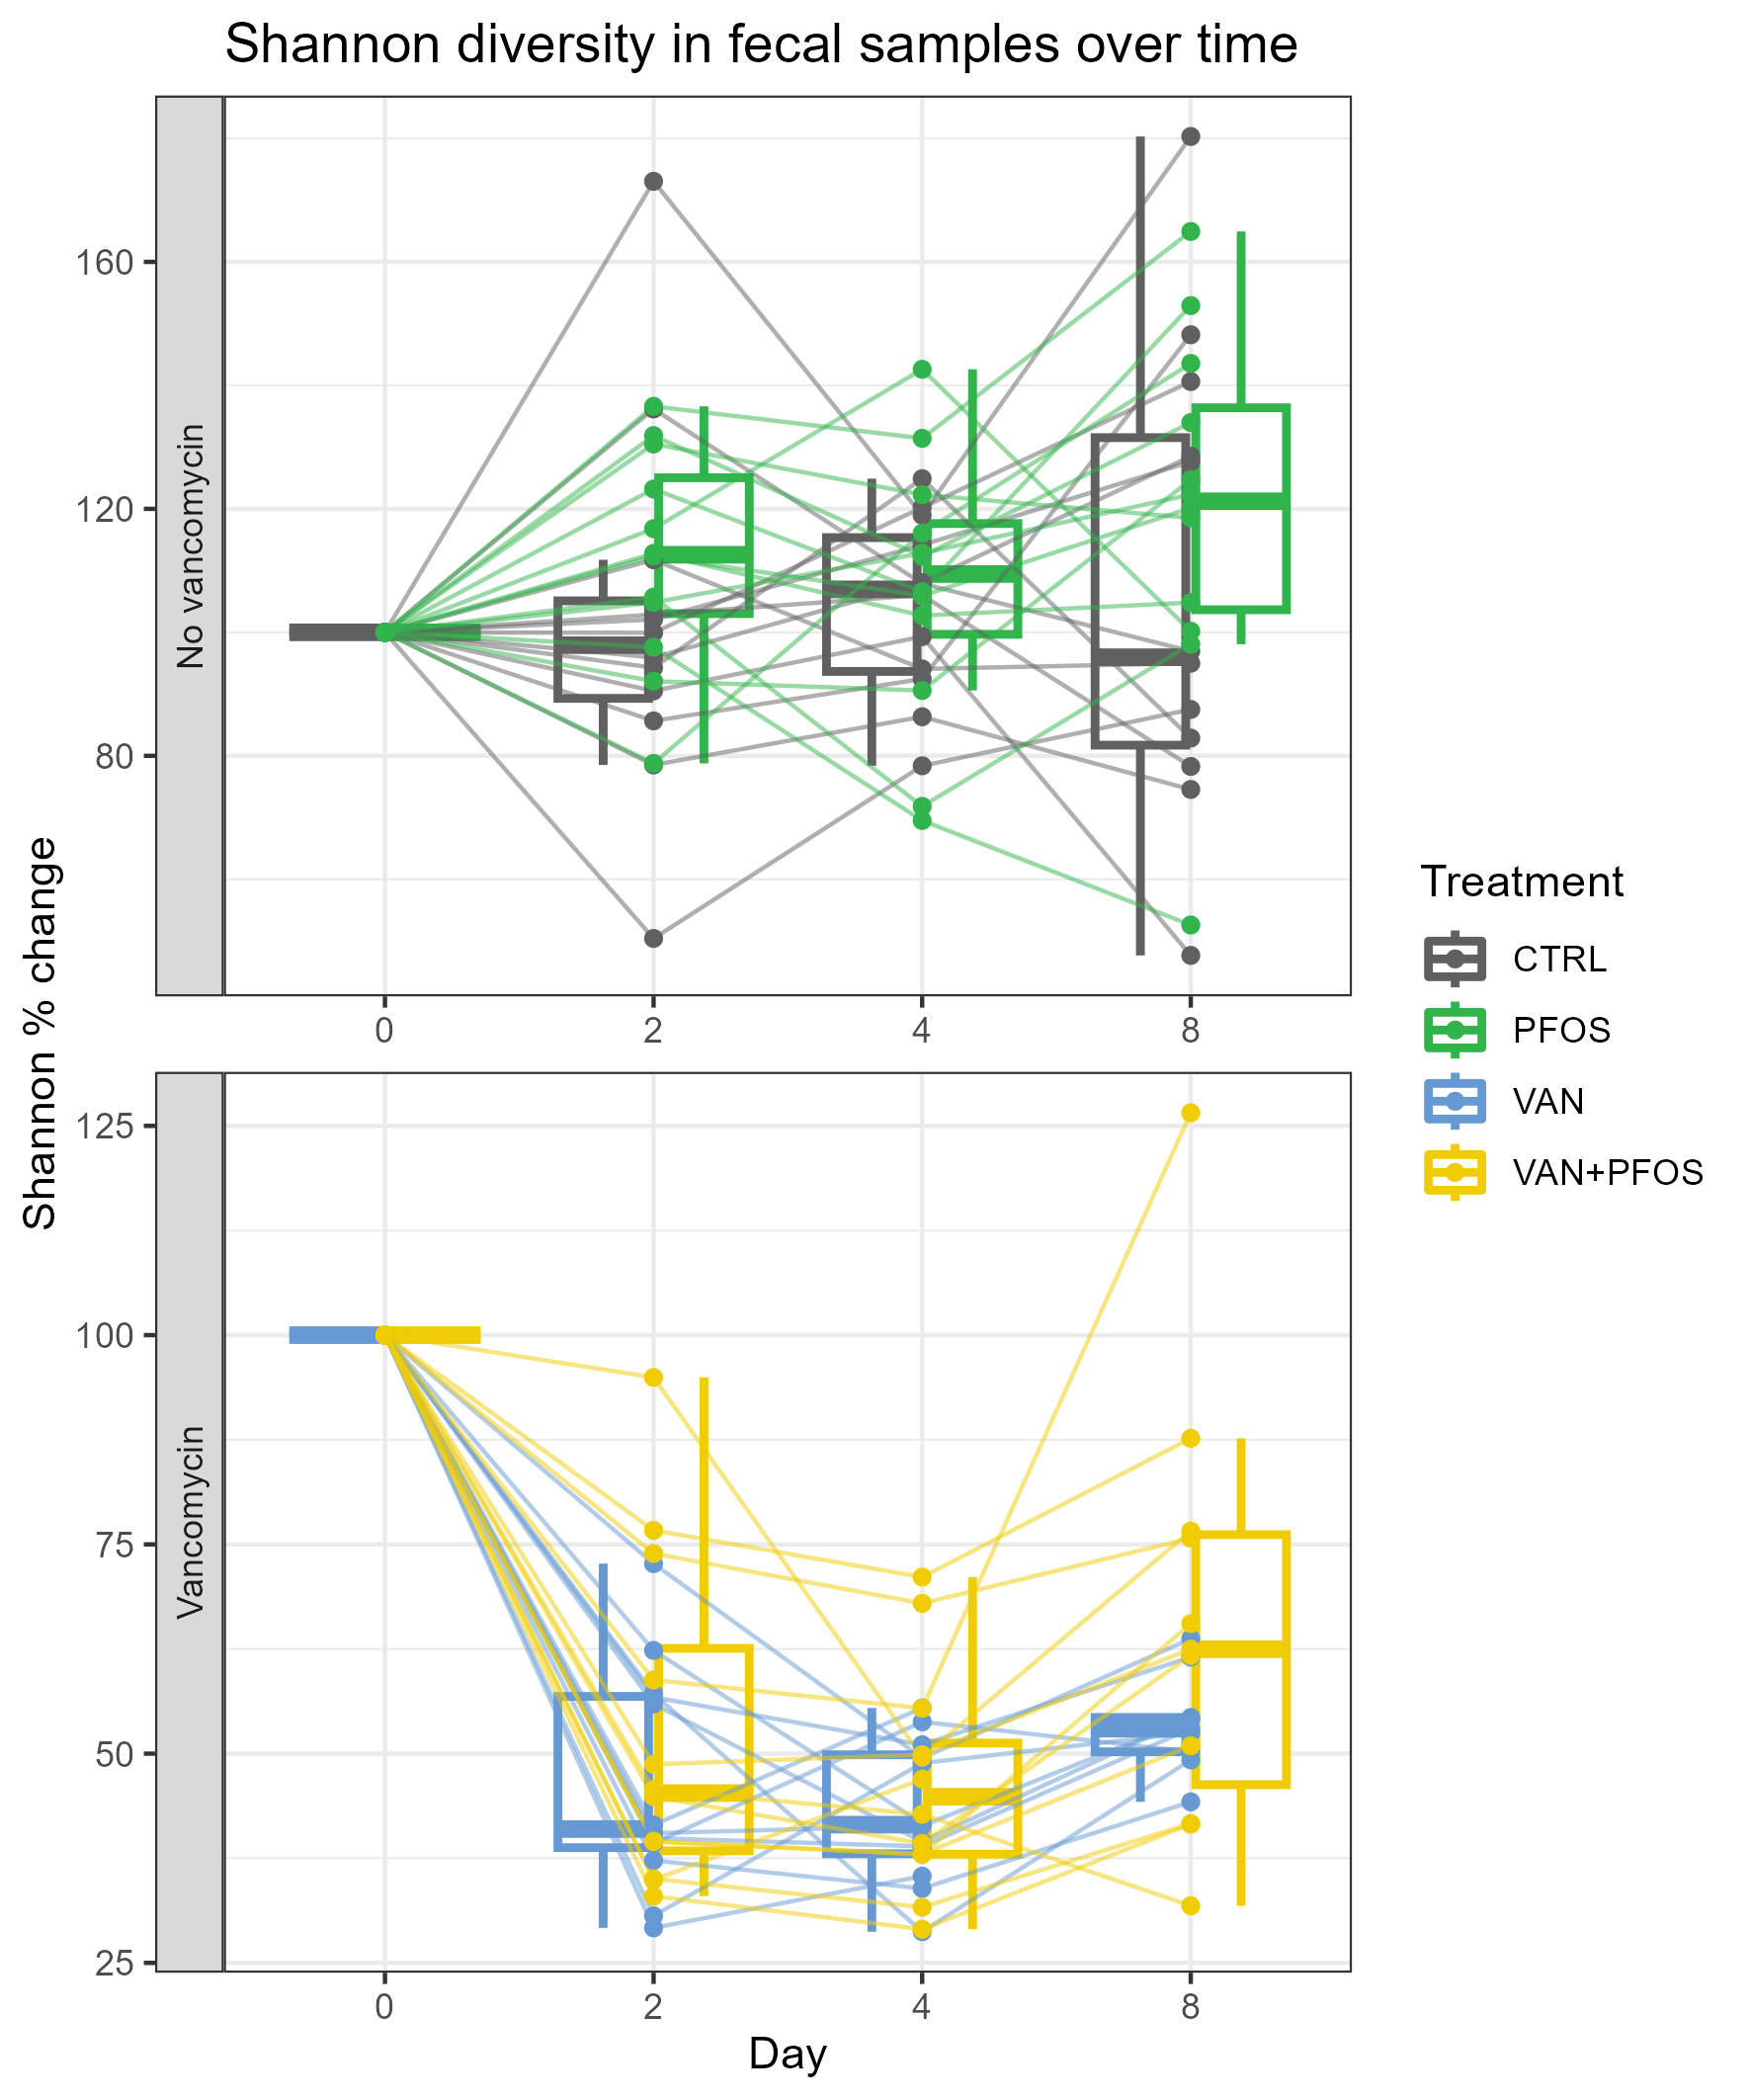 Shannon diversity in fecal samples over time
Shannon % change
No vancomycin
160
120
80
0 2 4 8
Vancomycin
125
100
75
50
25
0 2 4 8
Day
Treatment
CTRL
PFOS
VAN
VAN+PFOS